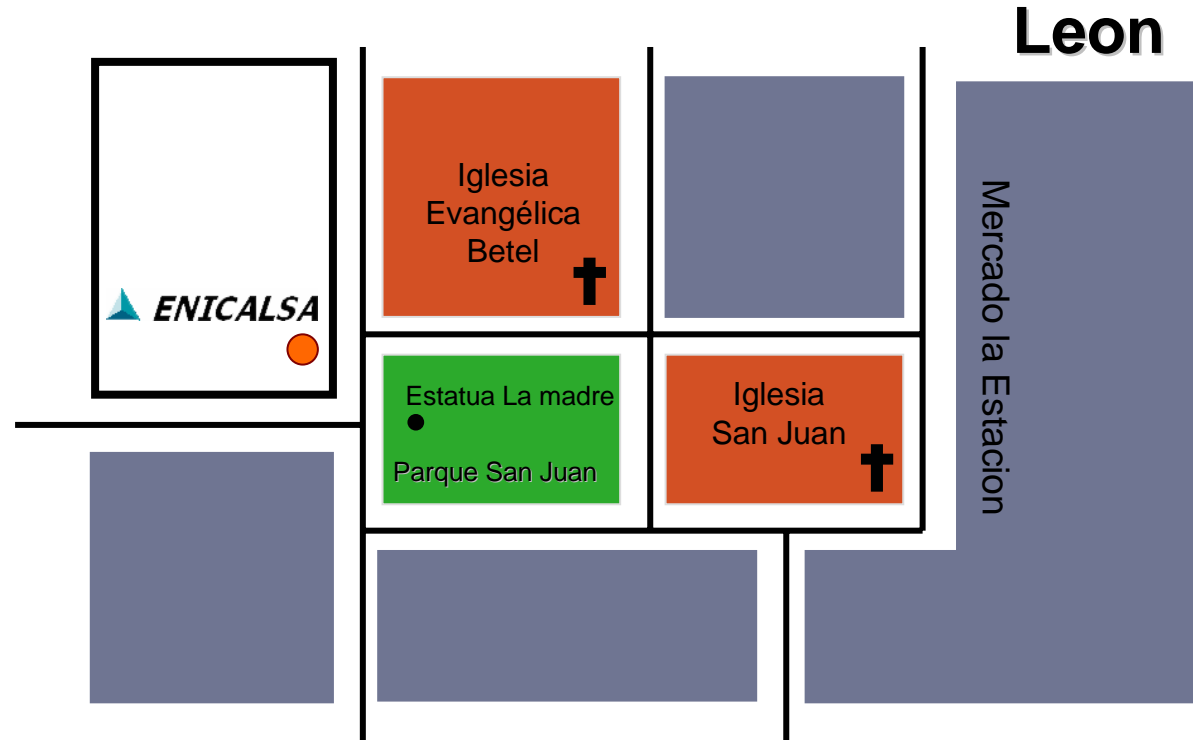 Leon
Iglesia
Evangélica
Betel
ENICALSA
Estatua La madre
Parque San Juan
Iglesia
San Juan
Mercado la Estacion